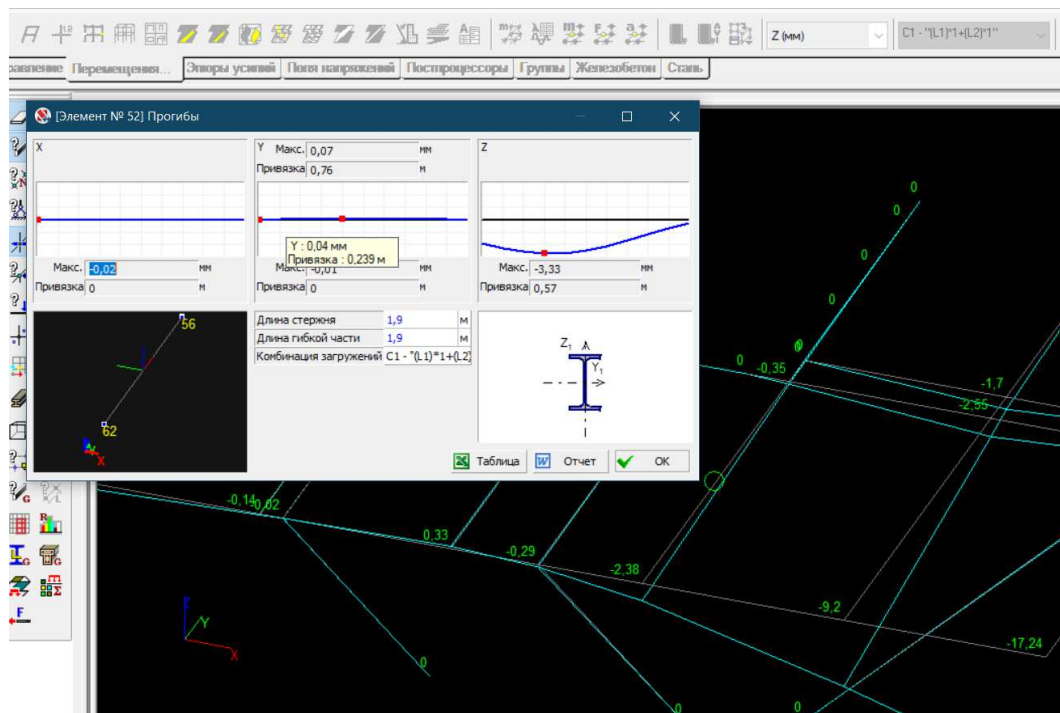 Z (мм)
C1 - "(L1)*1+(L2)*1"
равление Перемещения... Эпюры усилий Поля напряжений Постпроцессоры Группы Железобетон Сталь
[Элемент № 52] Прогибы
X
Y Макс. 0,07 мм
Привязка 0,76 м
Z
Y : 0,04 мм
Привязка : 0,239 м
Макс. -0,02 мм
Привязка 0 м
Макс. -0,01 мм
Привязка 0 м
Макс. -3,33 мм
Привязка 0,57 м
56
62
X
Длина стержня 1,9 м
Длина гибкой части 1,9 м
Комбинация загружений C1 - "(L1)*1+(L2)
Z1
Y1
Таблица Отчет OK
0
0
0
0
0
0
0
-0,35
-1,7
-2,55
-0,14
0,02
0,33
-0,29
-2,38
-9,2
-17,24
Z
Y
X
0
0
0